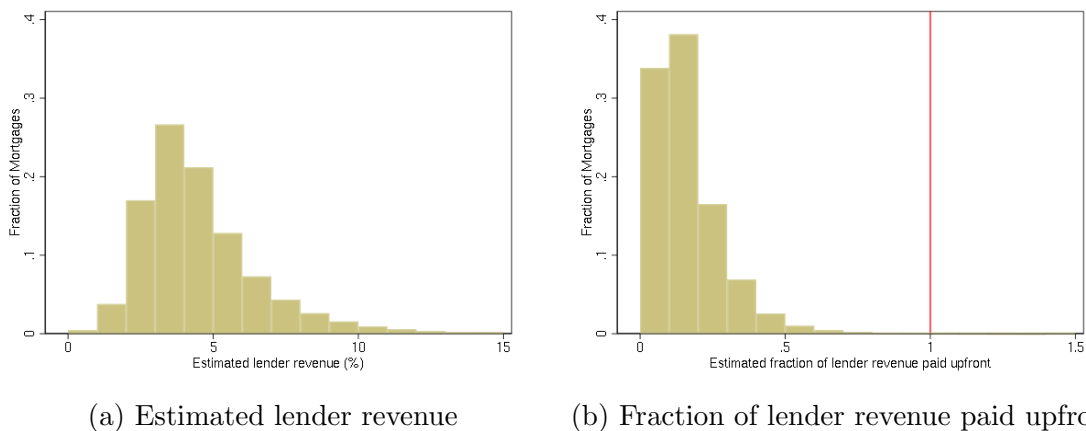 .4
.3
.2
.1
0
Fraction of Mortgages
0 5 10 15
Estimated lender revenue (%)
.4
.3
.2
.1
0
Fraction of Mortgages
0 .5 1 1.5
Estimated fraction of lender revenue paid upfront
(a) Estimated lender revenue
(b) Fraction of lender revenue paid upfro